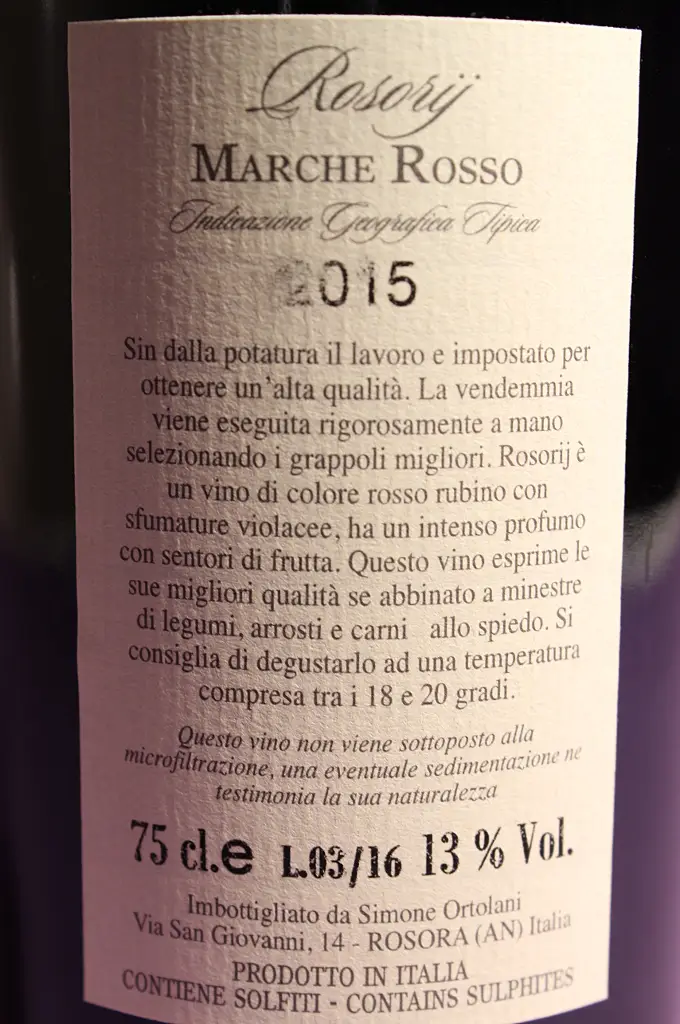 Rosorij
MARCHE ROSSO
Indicazione Geografica Tipica
2015
Sin dalla potatura il lavoro e impostato per
ottenere un'alta qualità. La vendemmia
viene eseguita rigorosamente a mano
selezionando i grappoli migliori. Rosorij è
un vino di colore rosso rubino con
sfumature violacee, ha un intenso profumo
con sentori di frutta. Questo vino esprime le
sue migliori qualità se abbinato a minestre
di legumi, arrosti e carni allo spiedo. Si
consiglia di degustarlo ad una temperatura
compresa tra i 18 e 20 gradi.
Questo vino non viene sottoposto alla
microfiltrazione, una eventuale sedimentazione ne
testimonia la sua naturalezza
75 cl.e L.03/16 13 % Vol.
Imbottigliato da Simone Ortolani
Via San Giovanni, 14 - ROSORA (AN) Italia
PRODOTTO IN ITALIA
CONTIENE SOLFITI - CONTAINS SULPHITES